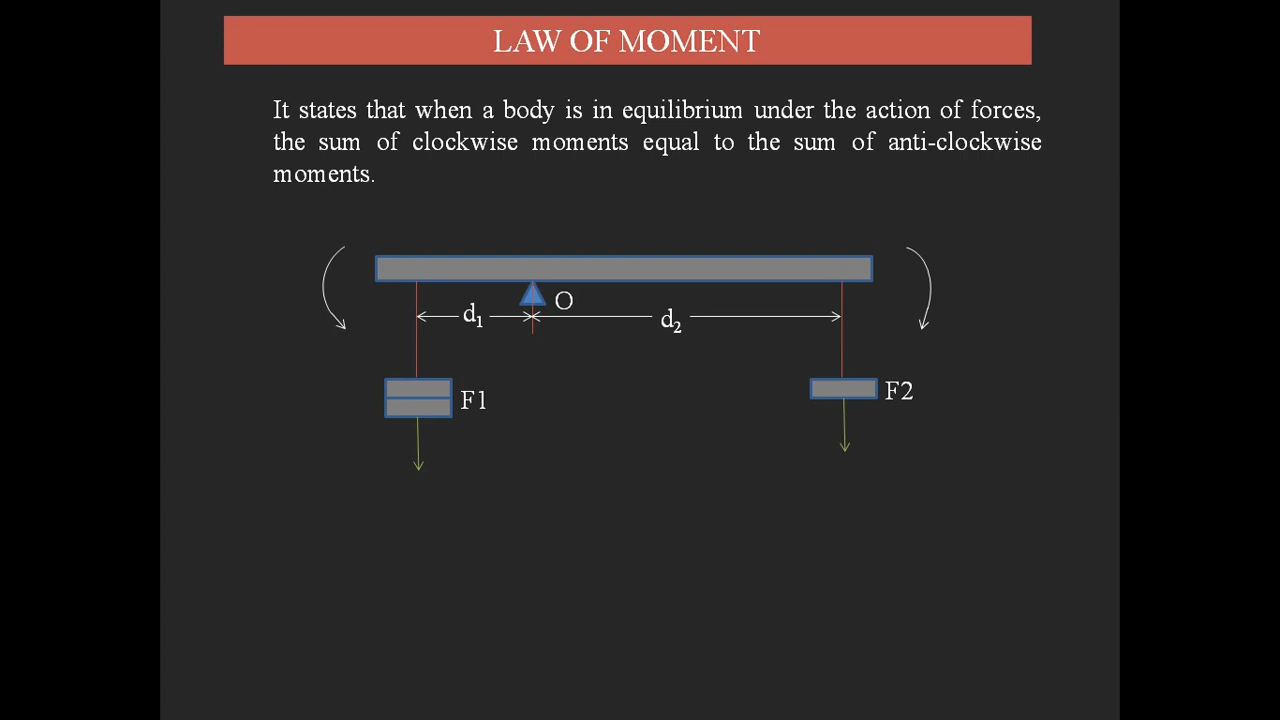 LAW OF MOMENT
It states that when a body is in equilibrium under the action of forces,
the sum of clockwise moments equal to the sum of anti-clockwise
moments.
O
d₁
d₂
F1
F2